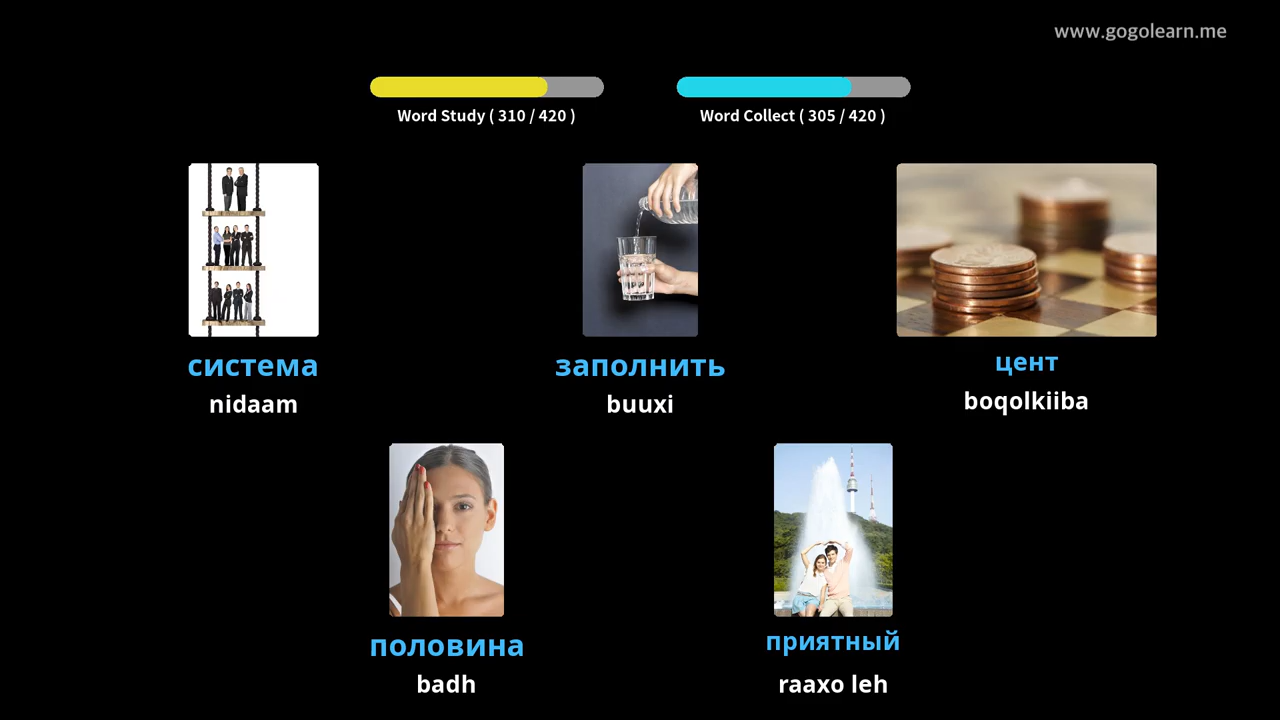 www.gogolearn.me
Word Study ( 310 / 420 )
Word Collect ( 305 / 420 )
система
nidaam
заполнить
buuxi
цент
boqolkiiba
половина
badh
приятный
raaxo leh